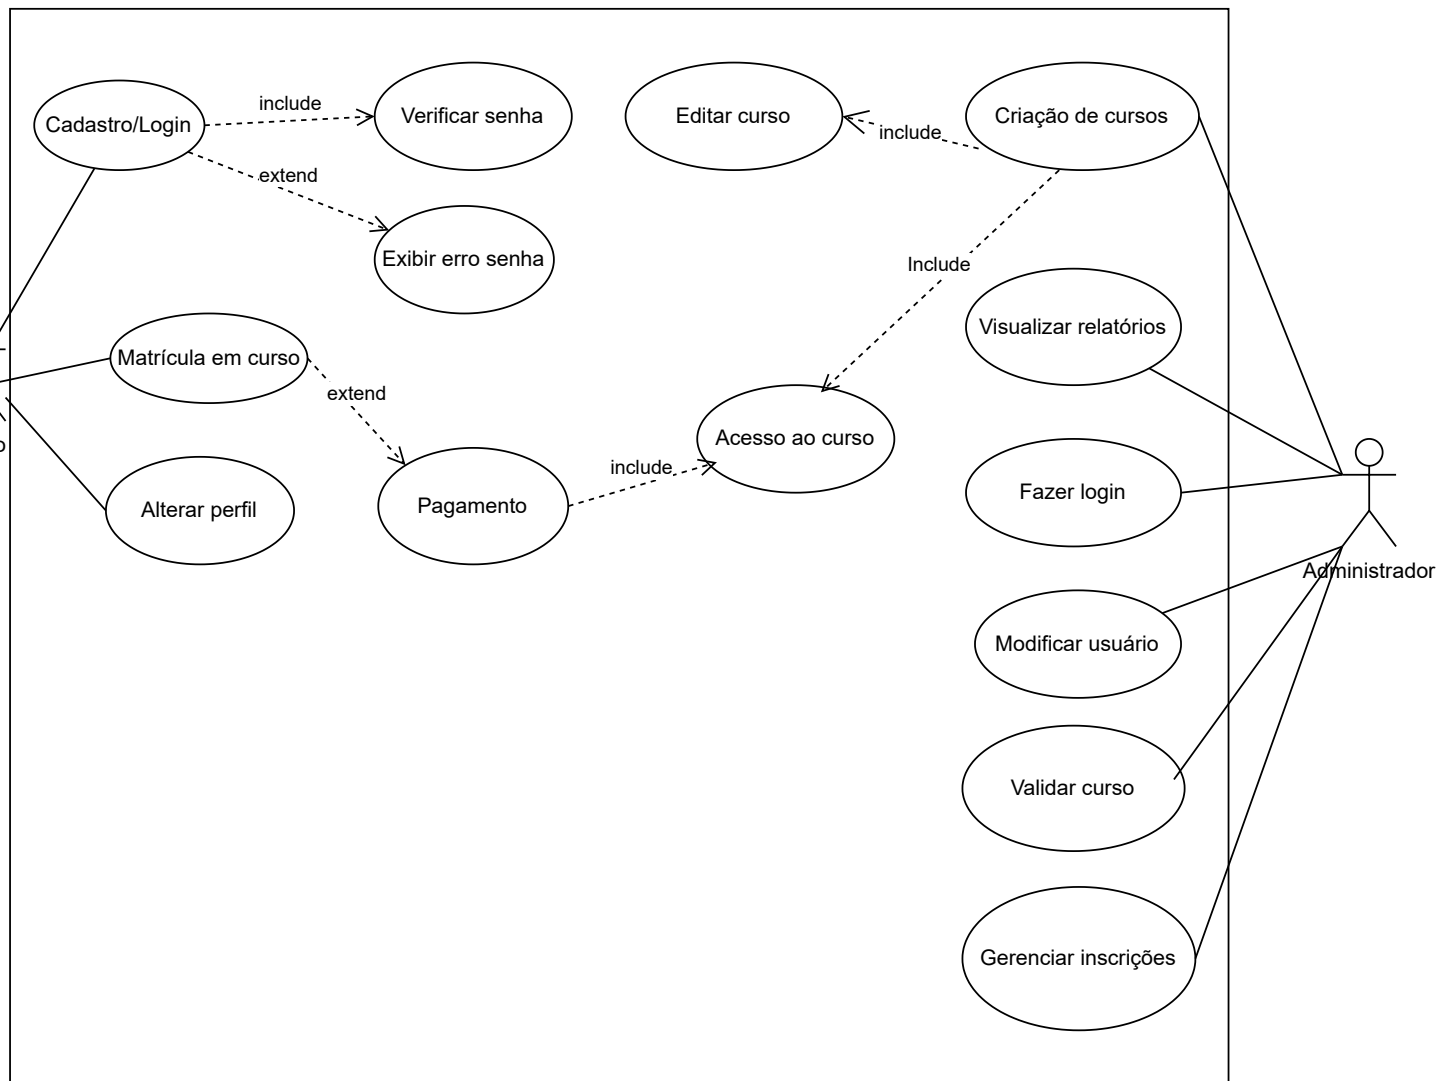 Cadastro/Login
include
Verificar senha
extend
Exibir erro senha
Editar curso
include
Criação de cursos
Include
Matrícula em curso
extend
Alterar perfil
Pagamento
include
Acesso ao curso
Visualizar relatórios
Fazer login
Administrador
Modificar usuário
Validar curso
Gerenciar inscrições